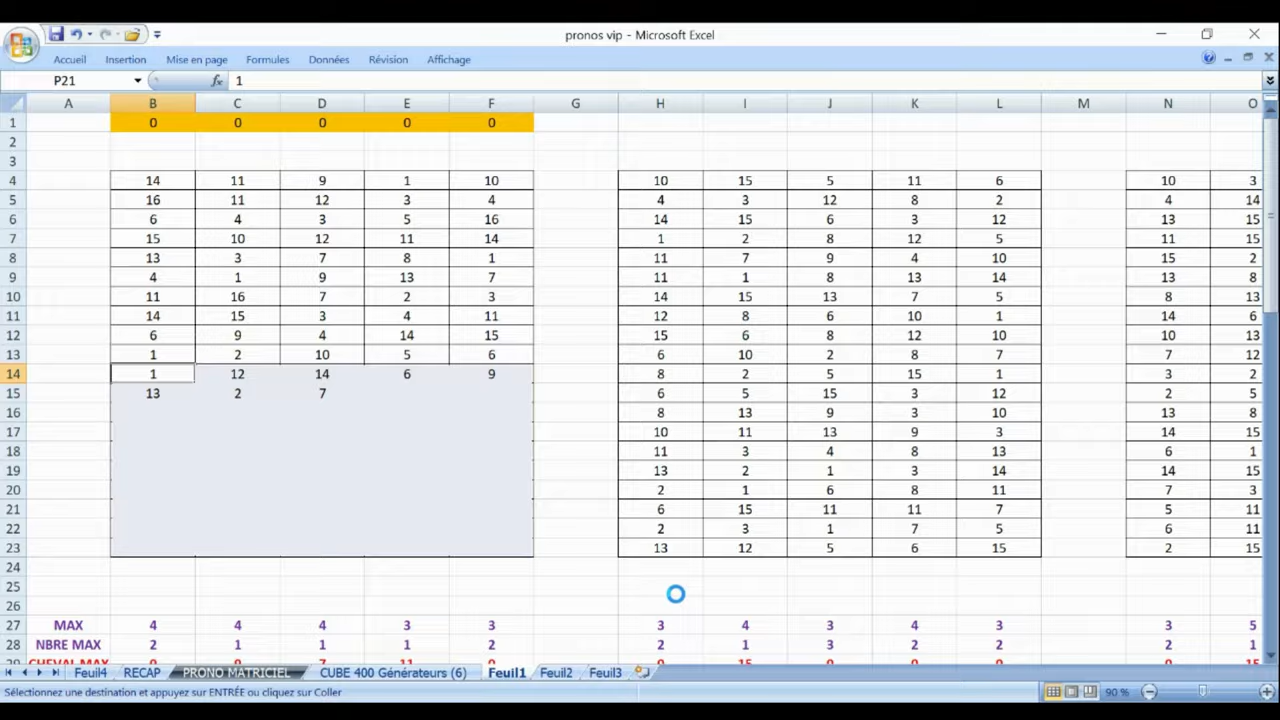 pronos vip - Microsoft Excel
Accueil Insertion Mise en page Formules Données Révision Affichage
P21 fx 1
A B C D E F G H I J K L M N O
1 0 0 0 0 0
2
3
4 14 11 9 1 10 10 15 5 11 6 10 3
5 16 11 12 3 4 4 3 12 8 2 4 14
6 6 4 3 5 16 14 15 6 3 12 13 15
7 15 10 12 11 14 1 2 8 12 5 11 15
8 13 3 7 8 1 11 7 9 4 10 15 2
9 4 1 9 13 7 11 1 8 13 14 13 8
10 11 16 7 2 3 14 15 13 7 5 8 13
11 14 15 3 4 11 12 8 6 10 1 14 6
12 6 9 4 14 15 15 6 8 12 10 10 13
13 1 2 10 5 6 6 10 2 8 7 7 12
14 1 12 14 6 9 8 2 5 15 1 3 2
15 13 2 7 6 5 15 3 12 2 5
16 8 13 9 3 10 13 8
17 10 11 13 9 3 14 15
18 11 3 4 8 13 6 1
19 13 2 1 3 14 14 15
20 2 1 6 8 11 7 3
21 6 15 11 11 7 5 11
22 2 3 1 7 5 6 11
23 13 12 5 6 15 2 15
24
25
26
27 MAX 4 4 4 3 3 3 4 3 4 3 3 5
28 NBRE MAX 2 1 1 1 2 2 1 3 2 2 2 1
29 CHEVAL MAX 0 0 7 11 0 0 15 0 0 0 0 15
Feuil4 RECAP PRONO MATRICIEL CUBE 400 Générateurs (6) Feuil1 Feuil2 Feuil3
Sélectionnez une destination et appuyez sur ENTRÉE ou cliquez sur Coller 90 %